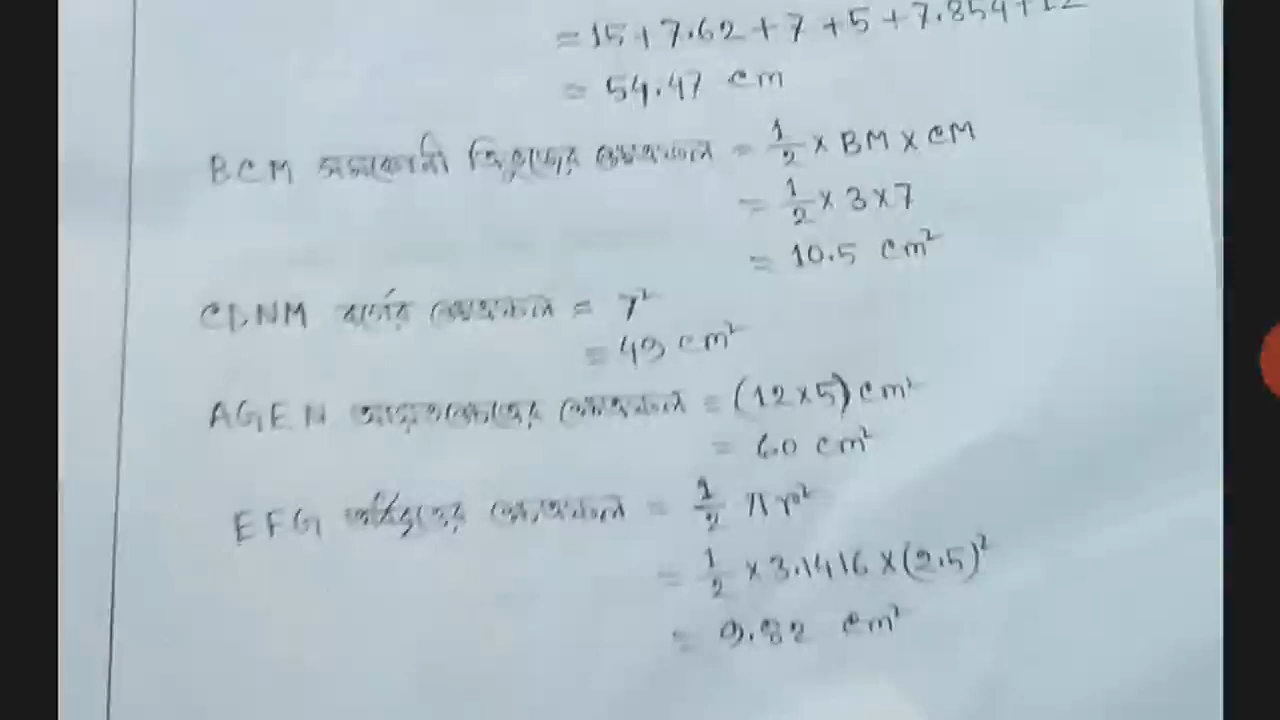 = 15 + 7.62 + 7 + 5 + 7.854 + 12
= 54.47 cm
BCM সমকোনী ত্রিভুজের ক্ষেত্রফল = 1/2 × BM × CM
= 1/2 × 3 × 7
= 10.5 cm²
CDNM বর্গের ক্ষেত্রফল = 7²
= 49 cm²
AGEN আয়তক্ষেত্রের ক্ষেত্রফল = (12 × 5) cm²
= 60 cm²
EFG অর্ধবৃত্তের ক্ষেত্রফল = 1/2 πr²
= 1/2 × 3.1416 × (2.5)²
= 9.82 cm²